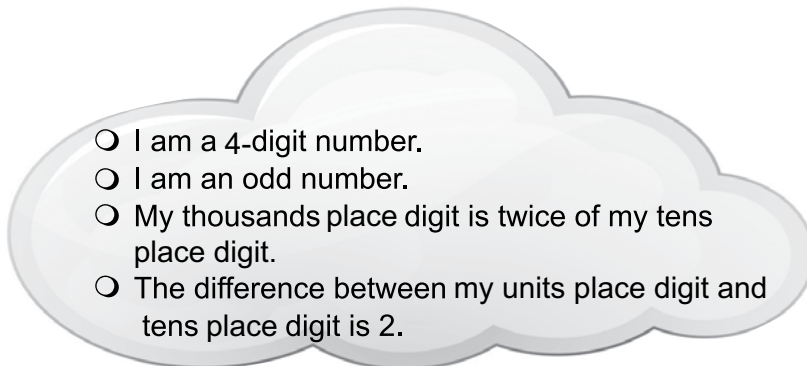 ❍ I am a 4-digit number.
❍ I am an odd number.
❍ My thousands place digit is twice of my tens
place digit.
❍ The difference between my units place digit and
tens place digit is 2.